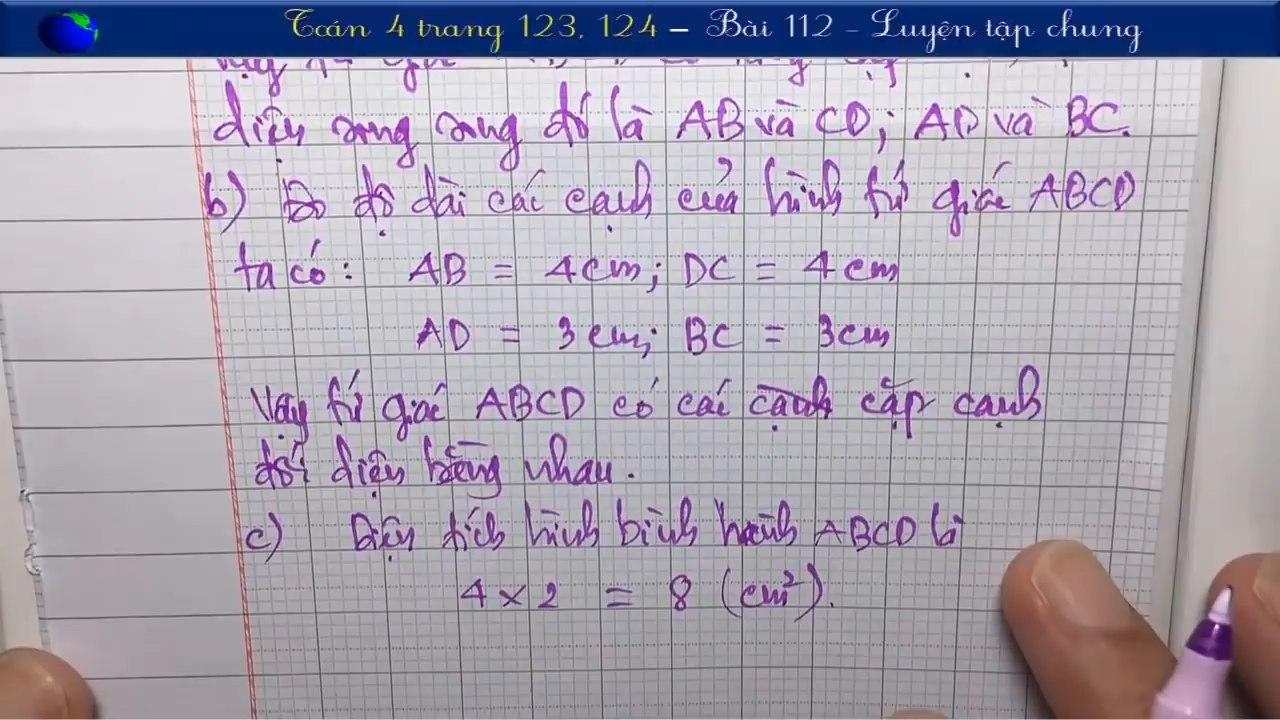 Toán 4 trang 123, 124 – Bài 112 - Luyện tập chung
diện song song đó là AB và CD; AD và BC.
b) Đo độ dài các cạnh của hình tứ giác ABCD
ta có: AB = 4cm; DC = 4cm
AD = 3cm; BC = 3cm
Vậy tứ giác ABCD có các cạnh cặp cạnh
đối diện bằng nhau.
c) Diện tích hình bình hành ABCD là
4 × 2 = 8 (cm²).